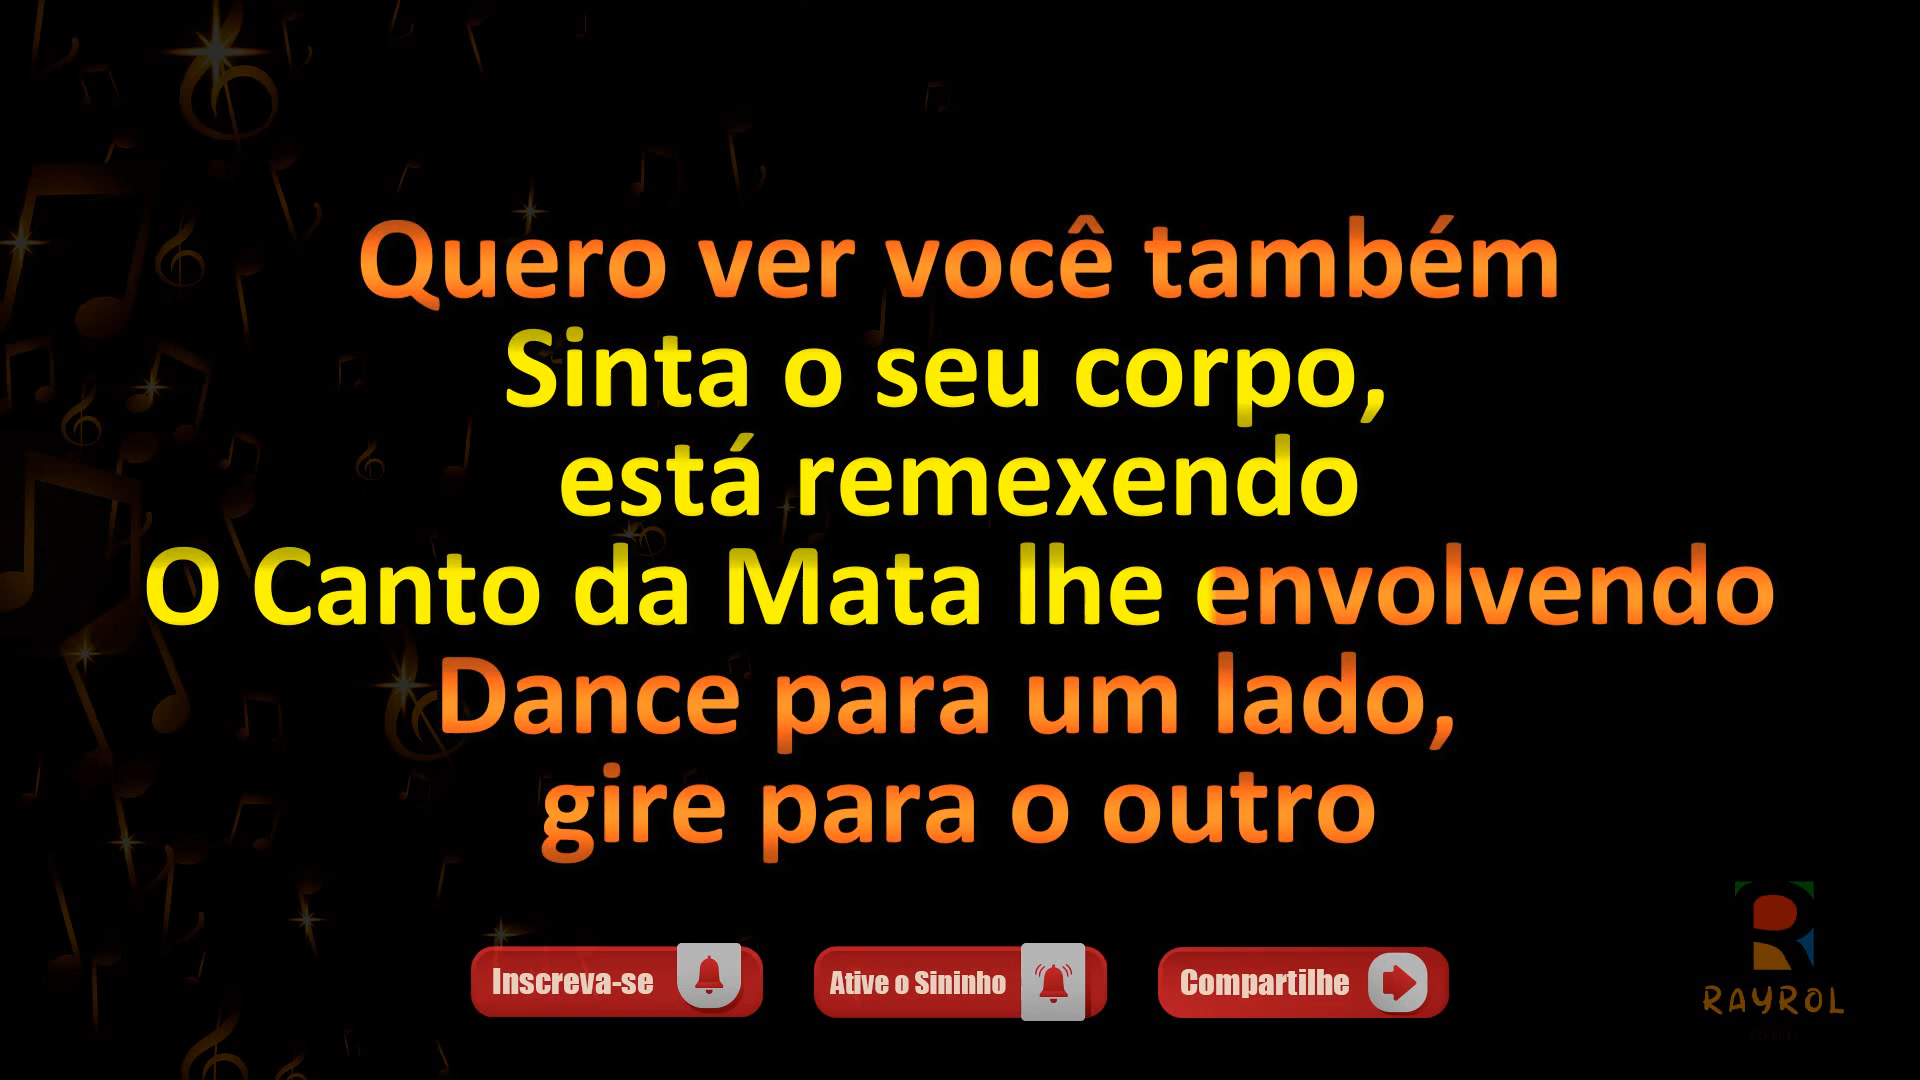 Quero ver você também
Sinta o seu corpo,
está remexendo
O Canto da Mata lhe envolvendo
Dance para um lado,
gire para o outro
Inscreva-se
Ative o Sininho
Compartilhe
RAYROL